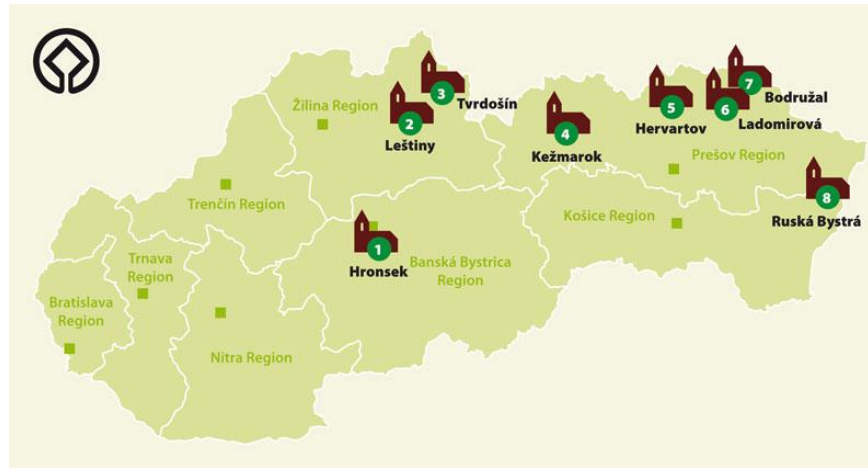 3
Tvrdošín
Žilina Region
2
Leštiny
7
Bodružal
5
6
Hervartov
Ladomirová
4
Kežmarok
Prešov Region
8
Ruská Bystrá
Trenčín Region
Košice Region
1
Hronsek
Banská Bystrica
Region
Trnava
Region
Bratislava
Region
Nitra Region